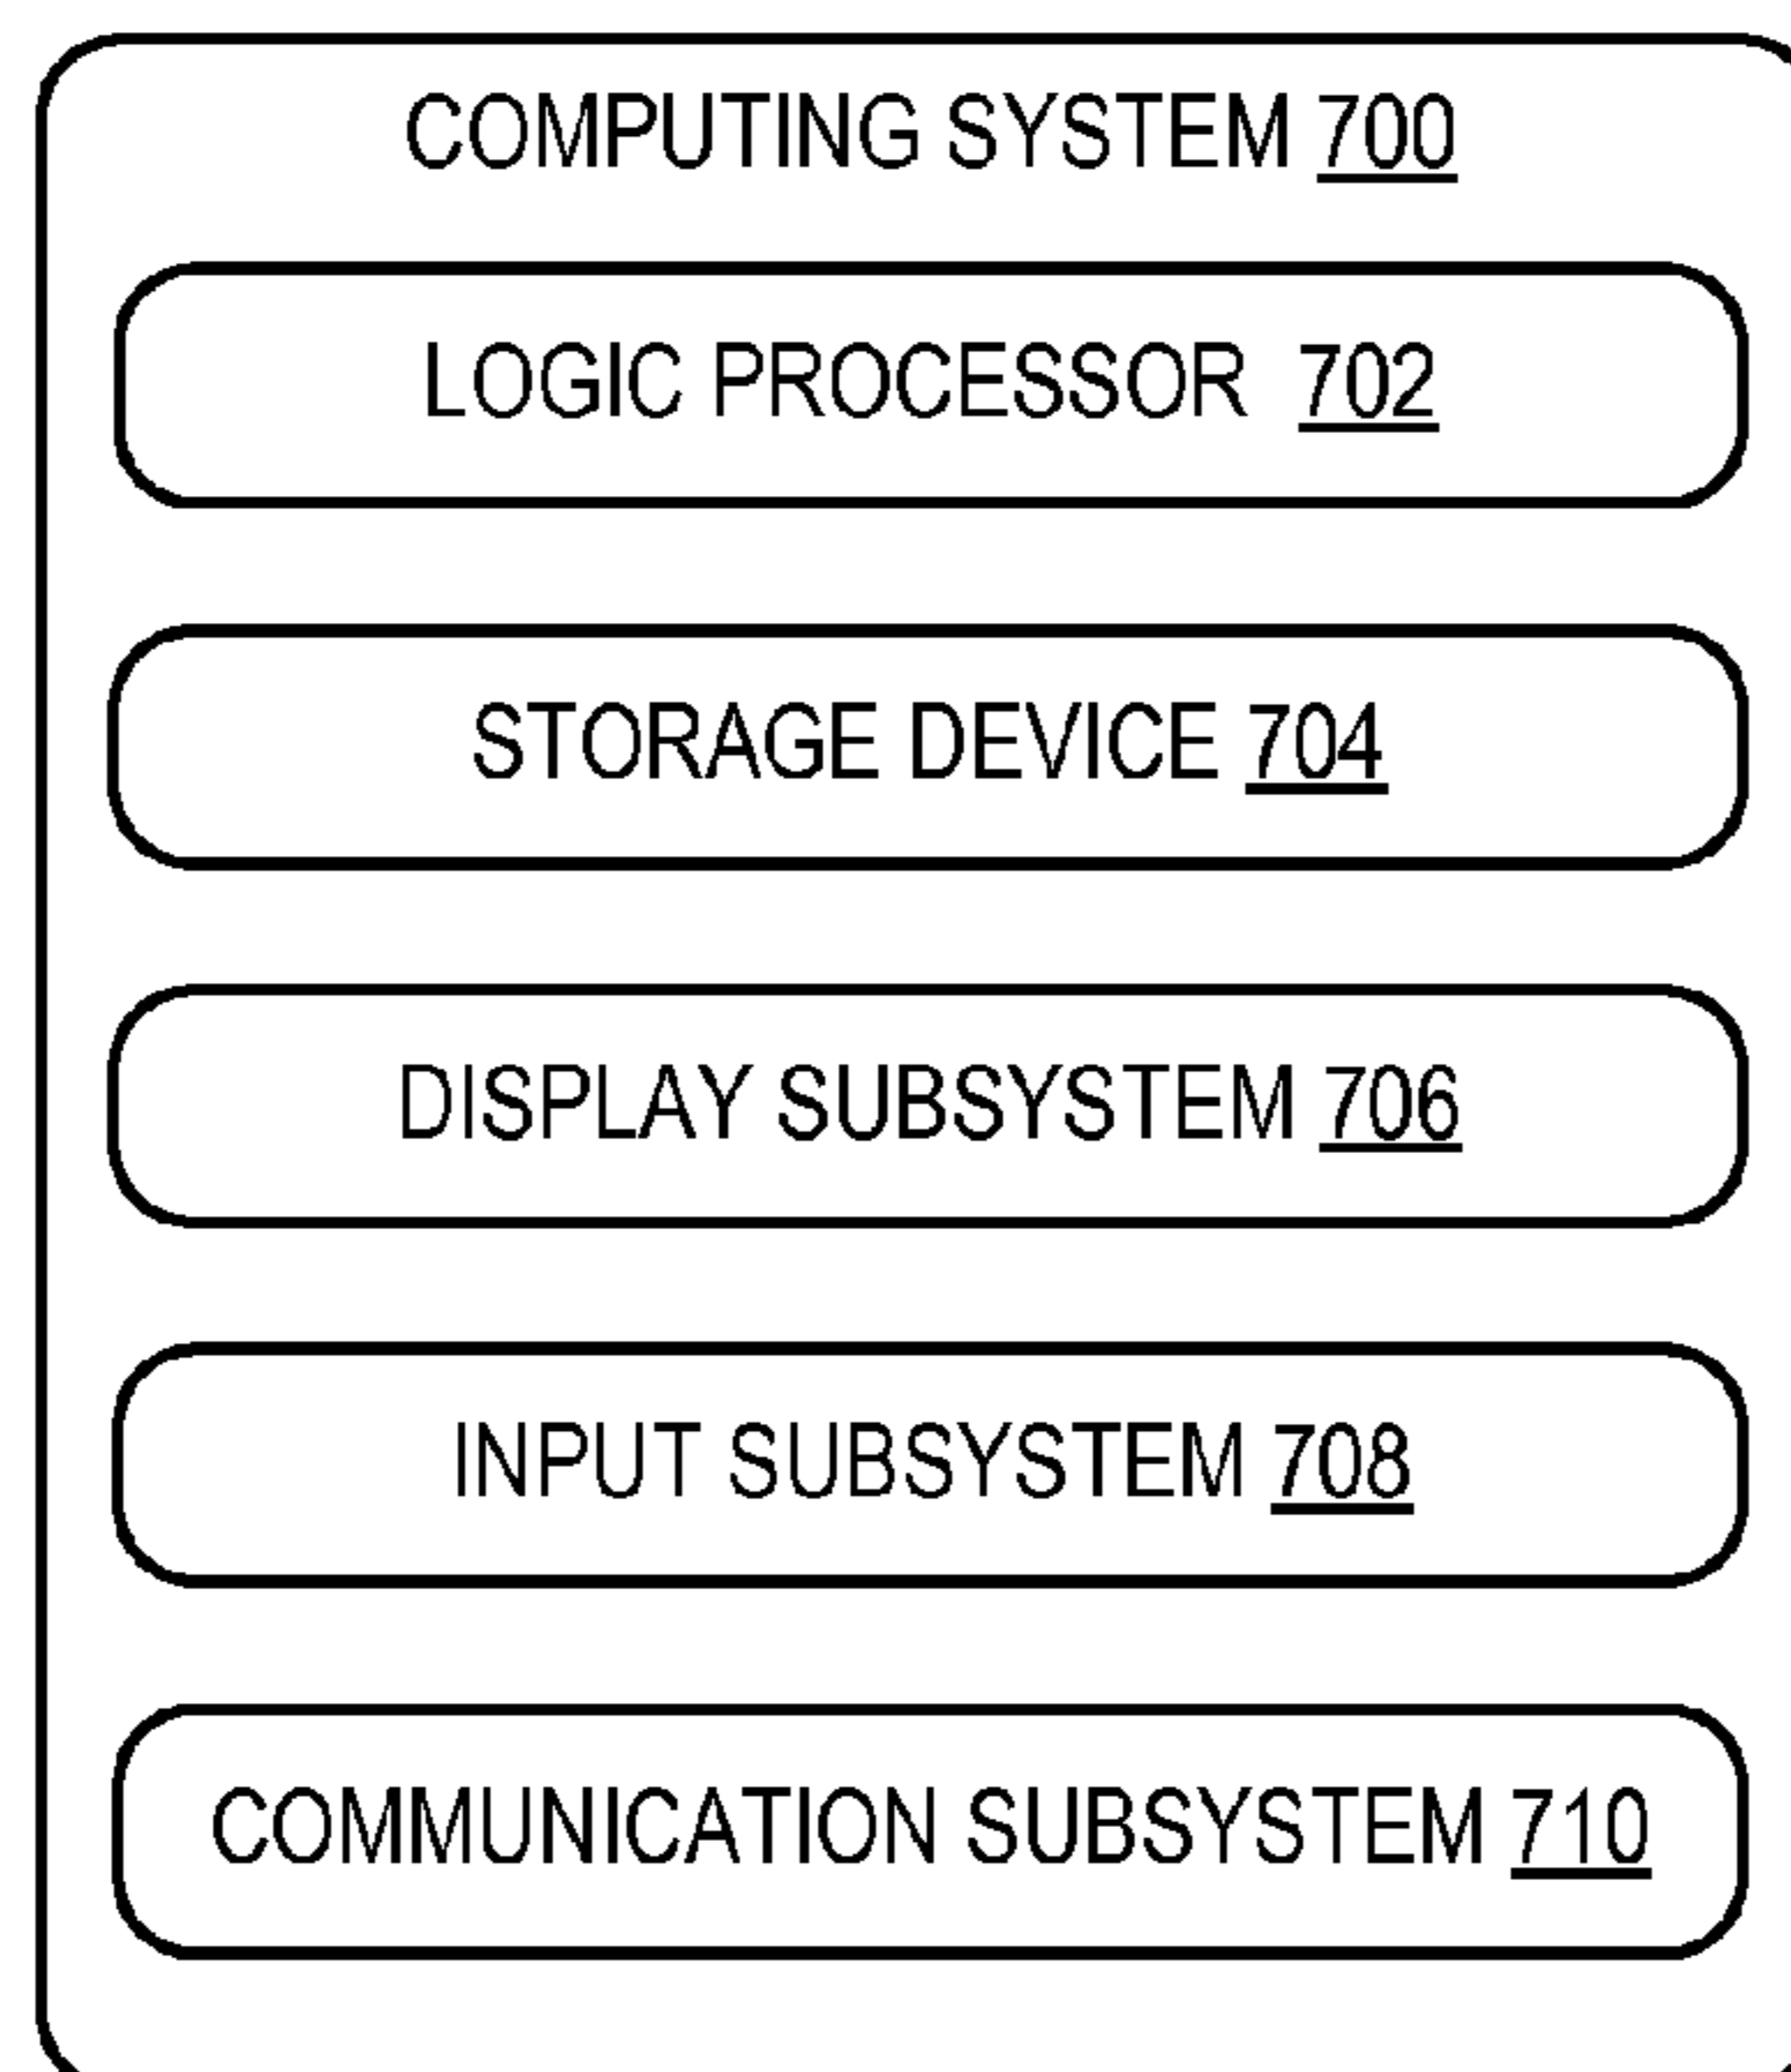 COMPUTING SYSTEM 700
LOGIC PROCESSOR 702
STORAGE DEVICE 704
DISPLAY SUBSYSTEM 706
INPUT SUBSYSTEM 708
COMMUNICATION SUBSYSTEM 710